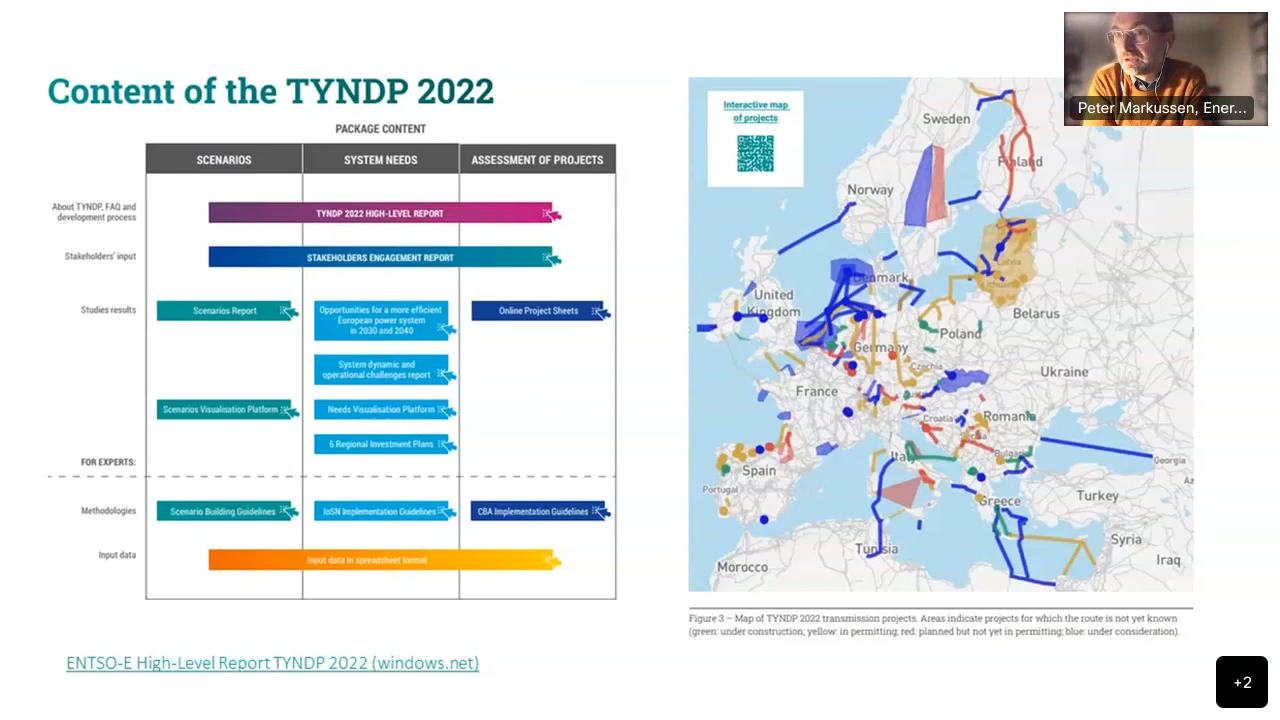 Content of the TYNDP 2022
PACKAGE CONTENT
SCENARIOS
SYSTEM NEEDS
ASSESSMENT OF PROJECTS
About TYNDP, FAQ and
development process
TYNDP 2022 HIGH-LEVEL REPORT
Stakeholders' input
STAKEHOLDERS ENGAGEMENT REPORT
Studies results
Scenarios Report
Opportunities for a more efficient
European power system
in 2030 and 2040
Online Project Sheets
System dynamic and
operational challenges report
Scenarios Visualisation Platform
Needs Visualisation Platform
6 Regional Investment Plans
FOR EXPERTS:
Methodologies
Scenario Building Guidelines
IoSN Implementation Guidelines
CBA Implementation Guidelines
Input data
Input data in spreadsheet format
ENTSO-E High-Level Report TYNDP 2022 (windows.net)
Interactive map
of projects
Sweden
Finland
Norway
Latvia
Denmark
United
Kingdom
Belarus
Poland
Germany
Czechia
Ukraine
France
Croatia
Romania
Italy
Bulgaria
Georgia
Spain
Portugal
Greece
Turkey
Syria
Tunisia
Iraq
Morocco
Figure 3 – Map of TYNDP 2022 transmission projects. Areas indicate projects for which the route is not yet known
(green: under construction; yellow: in permitting; red: planned but not yet in permitting; blue: under consideration).
Peter Markussen, Ener...
+2